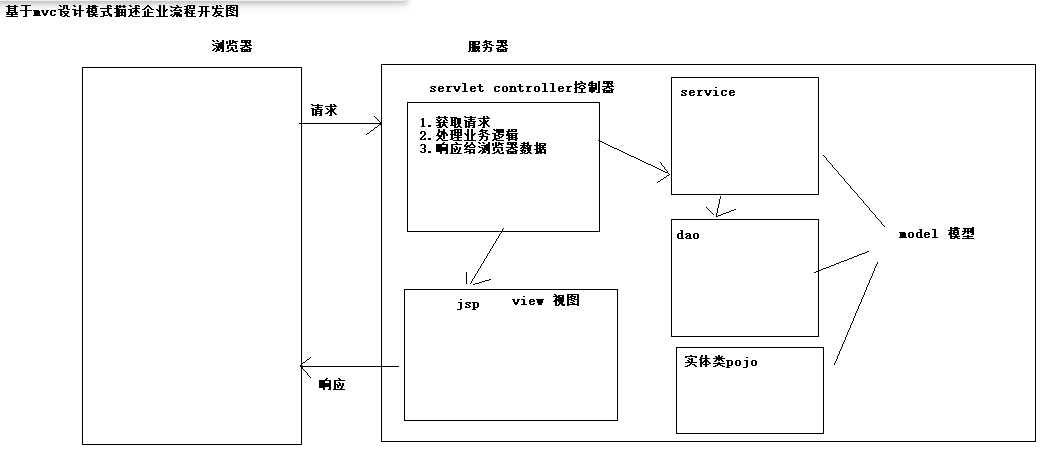 基于mvc设计模式描述企业流程开发图
浏览器
服务器
servlet controller控制器
请求
1.获取请求
2.处理业务逻辑
3.响应给浏览器数据
service
dao
model 模型
jsp
view 视图
实体类pojo
响应